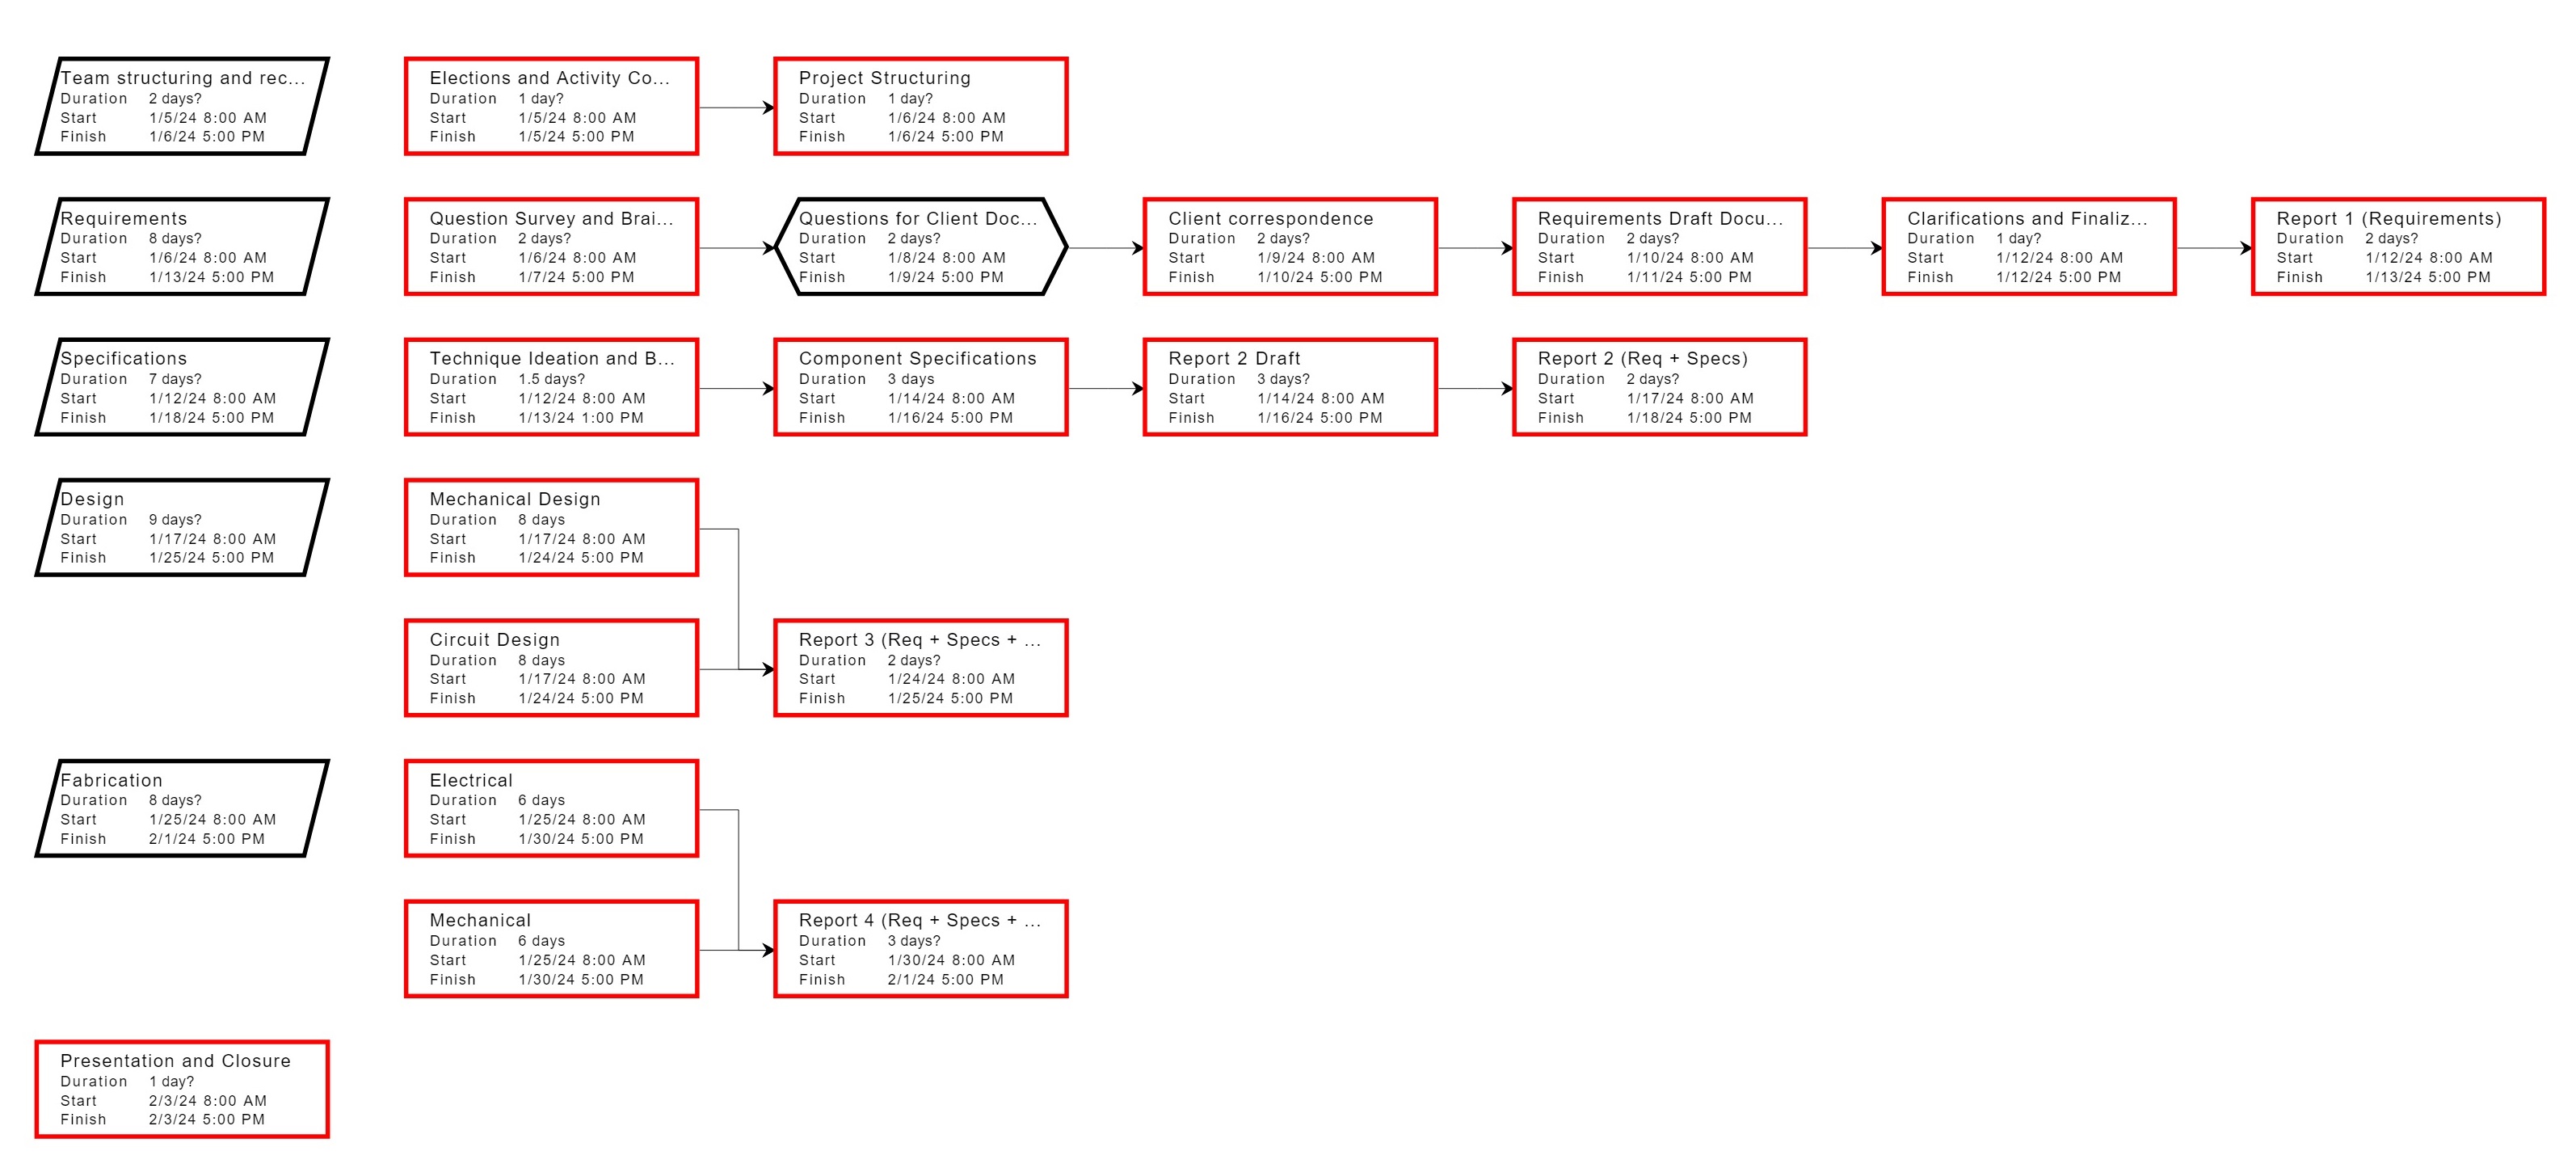 Team structuring and rec...
Duration 2 days?
Start 1/5/24 8:00 AM
Finish 1/6/24 5:00 PM
Elections and Activity Co...
Duration 1 day?
Start 1/5/24 8:00 AM
Finish 1/5/24 5:00 PM
Project Structuring
Duration 1 day?
Start 1/6/24 8:00 AM
Finish 1/6/24 5:00 PM
Requirements
Duration 8 days?
Start 1/6/24 8:00 AM
Finish 1/13/24 5:00 PM
Question Survey and Brai...
Duration 2 days?
Start 1/6/24 8:00 AM
Finish 1/7/24 5:00 PM
Questions for Client Doc...
Duration 2 days?
Start 1/8/24 8:00 AM
Finish 1/9/24 5:00 PM
Client correspondence
Duration 2 days?
Start 1/9/24 8:00 AM
Finish 1/10/24 5:00 PM
Requirements Draft Docu...
Duration 2 days?
Start 1/10/24 8:00 AM
Finish 1/11/24 5:00 PM
Clarifications and Finaliz...
Duration 1 day?
Start 1/12/24 8:00 AM
Finish 1/12/24 5:00 PM
Report 1 (Requirements)
Duration 2 days?
Start 1/12/24 8:00 AM
Finish 1/13/24 5:00 PM
Specifications
Duration 7 days?
Start 1/12/24 8:00 AM
Finish 1/18/24 5:00 PM
Technique Ideation and B...
Duration 1.5 days?
Start 1/12/24 8:00 AM
Finish 1/13/24 1:00 PM
Component Specifications
Duration 3 days
Start 1/14/24 8:00 AM
Finish 1/16/24 5:00 PM
Report 2 Draft
Duration 3 days?
Start 1/14/24 8:00 AM
Finish 1/16/24 5:00 PM
Report 2 (Req + Specs)
Duration 2 days?
Start 1/17/24 8:00 AM
Finish 1/18/24 5:00 PM
Design
Duration 9 days?
Start 1/17/24 8:00 AM
Finish 1/25/24 5:00 PM
Mechanical Design
Duration 8 days
Start 1/17/24 8:00 AM
Finish 1/24/24 5:00 PM
Circuit Design
Duration 8 days
Start 1/17/24 8:00 AM
Finish 1/24/24 5:00 PM
Report 3 (Req + Specs + ...
Duration 2 days?
Start 1/24/24 8:00 AM
Finish 1/25/24 5:00 PM
Fabrication
Duration 8 days?
Start 1/25/24 8:00 AM
Finish 2/1/24 5:00 PM
Electrical
Duration 6 days
Start 1/25/24 8:00 AM
Finish 1/30/24 5:00 PM
Mechanical
Duration 6 days
Start 1/25/24 8:00 AM
Finish 1/30/24 5:00 PM
Report 4 (Req + Specs + ...
Duration 3 days?
Start 1/30/24 8:00 AM
Finish 2/1/24 5:00 PM
Presentation and Closure
Duration 1 day?
Start 2/3/24 8:00 AM
Finish 2/3/24 5:00 PM